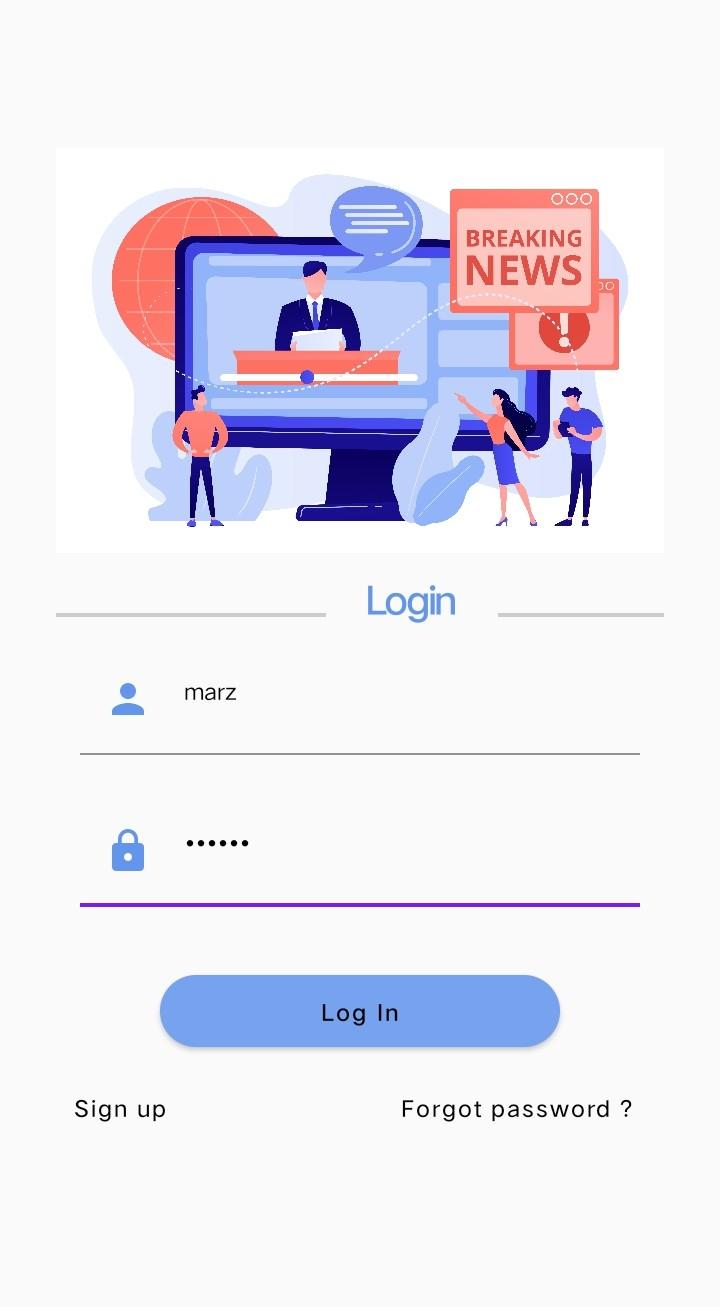 BREAKING
NEWS
Login
marz
••••••
Log In
Sign up
Forgot password ?